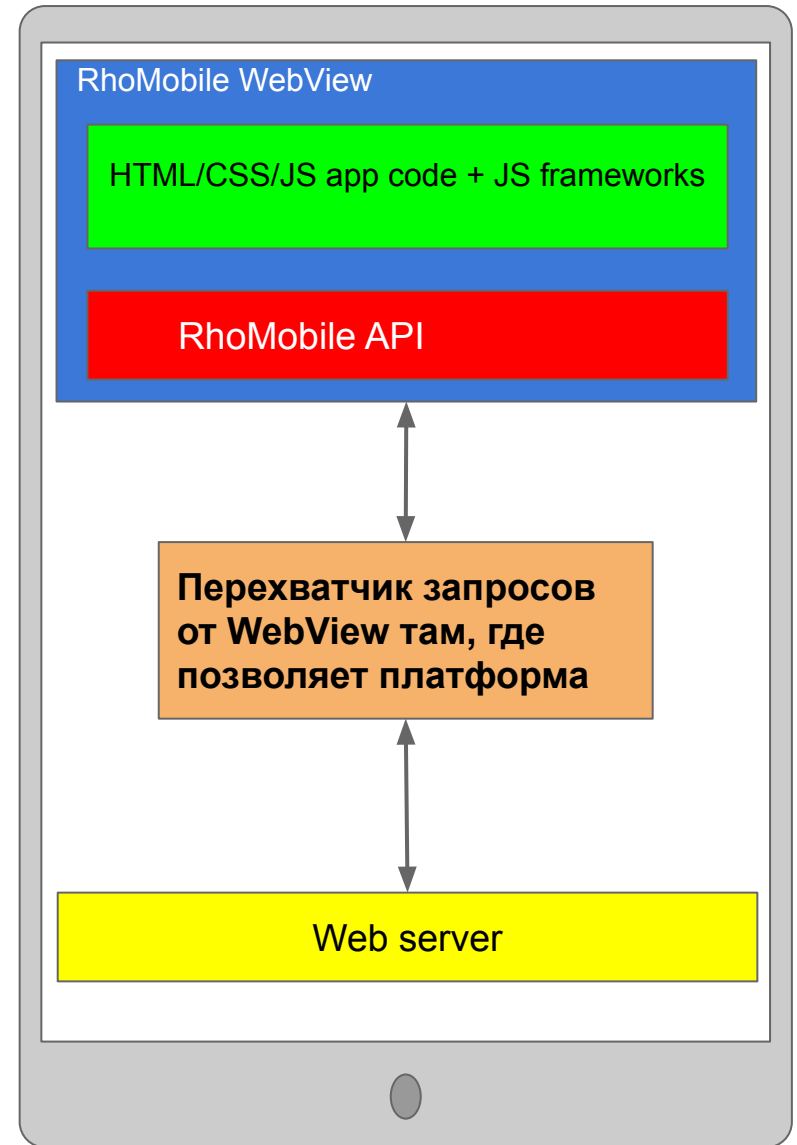 RhoMobile WebView
HTML/CSS/JS app code + JS frameworks
RhoMobile API
Перехватчик запросов
от WebView там, где
позволяет платформа
Web server